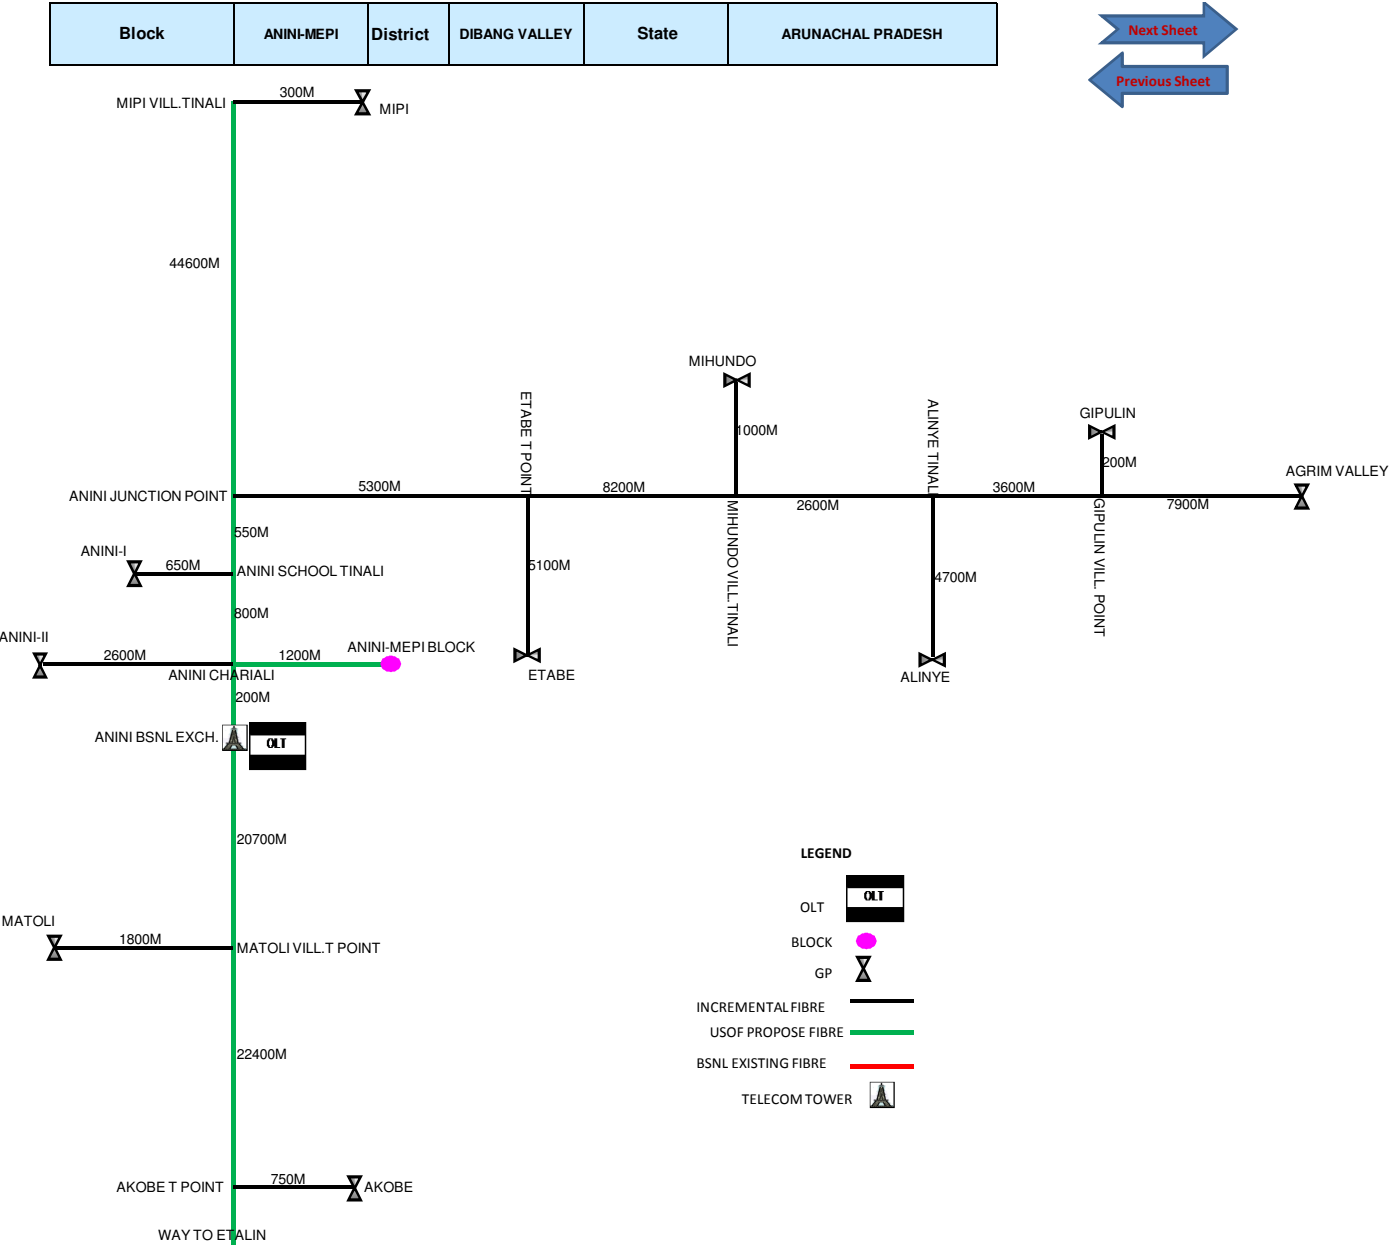 Block ANINI-MEPI District DIBANG VALLEY State ARUNACHAL PRADESH
Next Sheet
Previous Sheet
MIPI VILL.TINALI 300M MIPI
44600M
MIHUNDO
1000M
ETABE T POINT
ALINYE TINALI
GIPULIN
200M
AGRIM VALLEY
ANINI JUNCTION POINT 5300M 8200M 2600M 3600M 7900M
550M
ANINI-I
650M ANINI SCHOOL TINALI
5100M
4700M
MIHUNDO VILL.TINALI
GIPULIN VILL. POINT
800M
ANINI-II
2600M 1200M ANINI-MEPI BLOCK
ANINI CHARIALI
ETABE
ALINYE
200M
ANINI BSNL EXCH. OLT
20700M
MATOLI
1800M MATOLI VILL.T POINT
22400M
AKOBE T POINT 750M AKOBE
WAY TO ETALIN
LEGEND
OLT OLT
BLOCK
GP
INCREMENTAL FIBRE
USOF PROPOSE FIBRE
BSNL EXISTING FIBRE
TELECOM TOWER